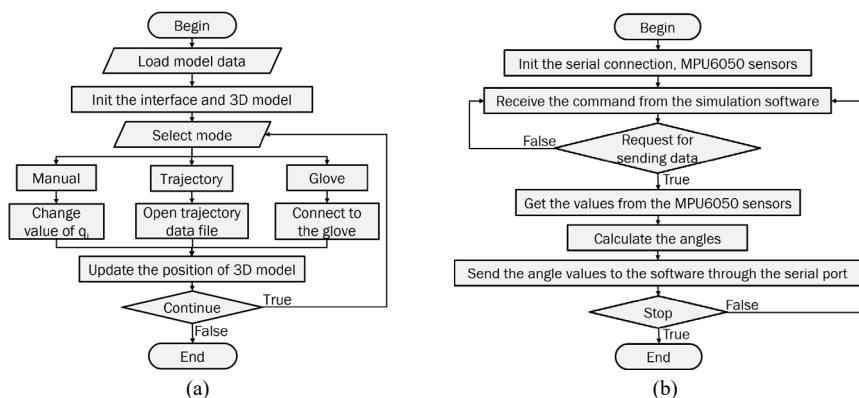 Begin
Load model data
Init the interface and 3D model
Select mode
Manual
Trajectory
Glove
Change
value of qi
Open trajectory
data file
Connect to
the glove
Update the position of 3D model
Continue
True
False
End
(a)
Begin
Init the serial connection, MPU6050 sensors
Receive the command from the simulation software
False
Request for
sending data
True
Get the values from the MPU6050 sensors
Calculate the angles
Send the angle values to the software through the serial port
Stop
False
True
End
(b)